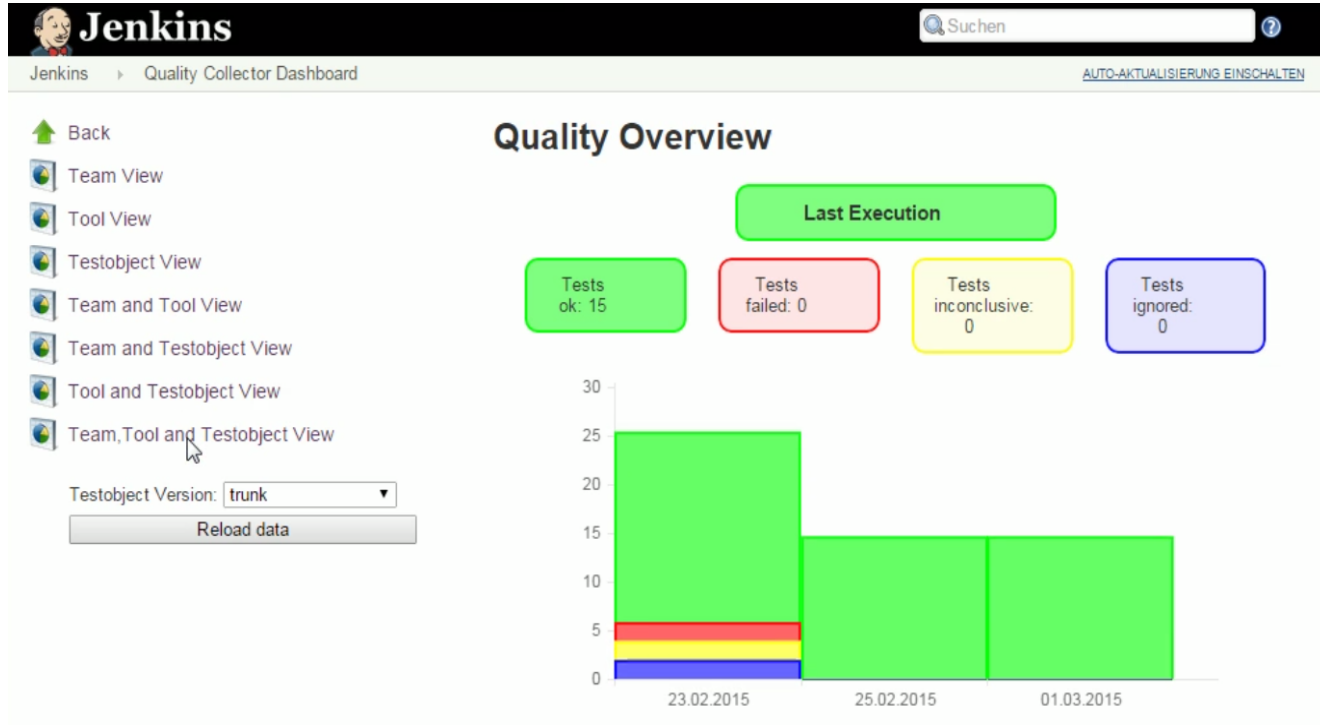 Jenkins
Suchen
Jenkins Quality Collector Dashboard
AUTO-AKTUALISIERUNG EINSCHALTEN
Back
Team View
Tool View
Testobject View
Team and Tool View
Team and Testobject View
Tool and Testobject View
Team,Tool and Testobject View
Testobject Version: trunk
Reload data
Quality Overview
Last Execution
Tests
ok: 15
Tests
failed: 0
Tests
inconclusive:
0
Tests
ignored:
0
30
25
20
15
10
5
0
23.02.2015
25.02.2015
01.03.2015